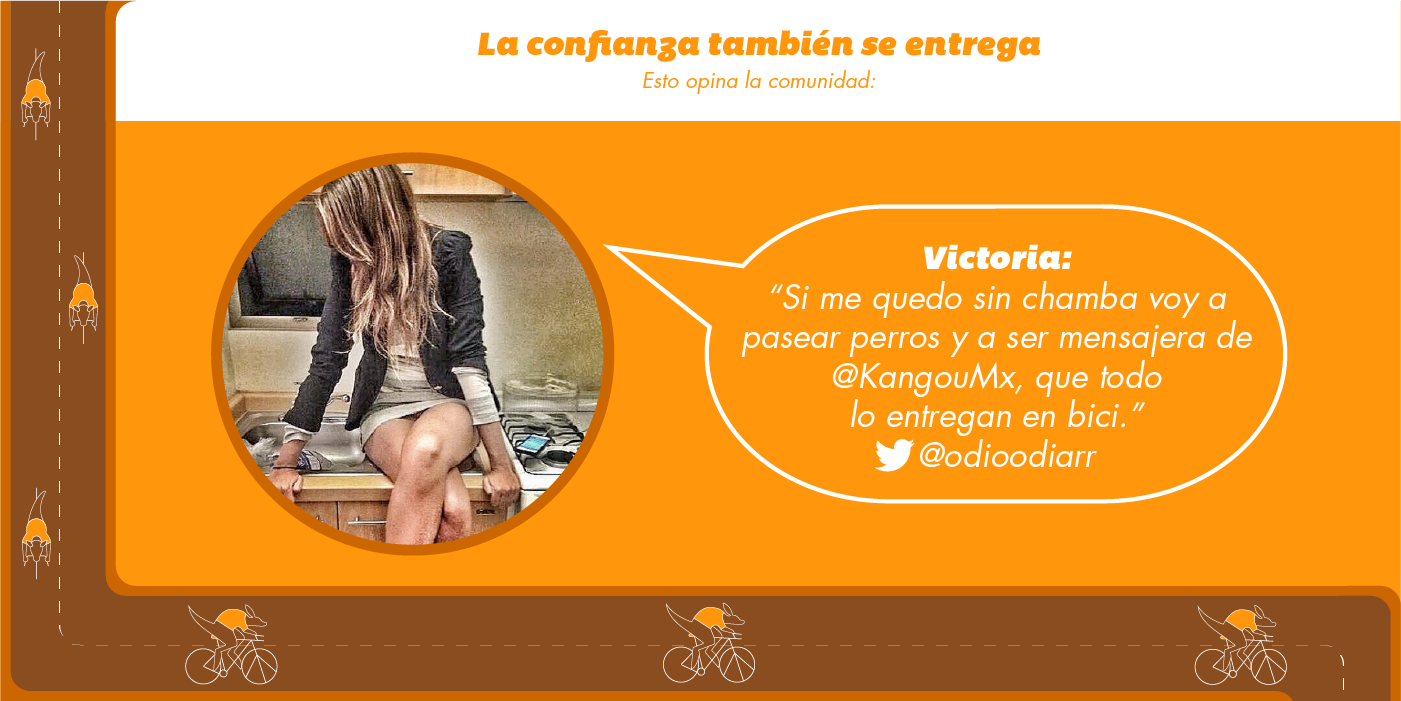 La confianza también se entrega
Esto opina la comunidad:
Victoria:
“Si me quedo sin chamba voy a
pasear perros y a ser mensajera de
@KangouMx, que todo
lo entregan en bici.”
@odioodiarr